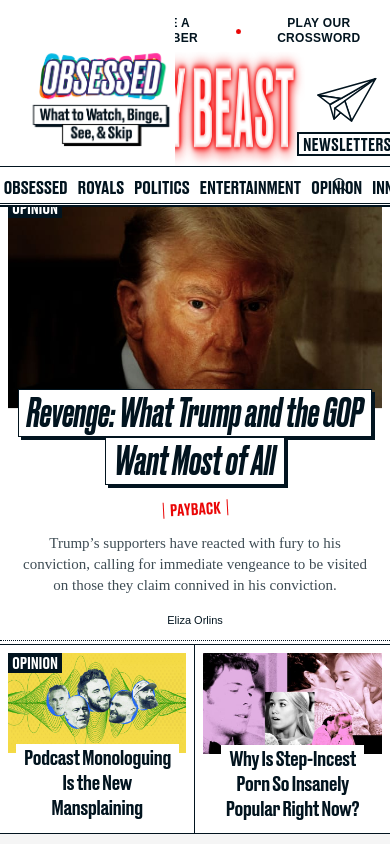 E A
BER
PLAY OUR
CROSSWORD
OBSESSED
What to Watch, Binge,
See, & Skip
Y BEAST
NEWSLETTERS
OBSESSED ROYALS POLITICS ENTERTAINMENT OPINION INN
OPINION
Revenge: What Trump and the GOP
Want Most of All
PAYBACK
Trump’s supporters have reacted with fury to his
conviction, calling for immediate vengeance to be visited
on those they claim connived in his conviction.
Eliza Orlins
OPINION
Podcast Monologuing
Is the New
Mansplaining
Why Is Step-Incest
Porn So Insanely
Popular Right Now?